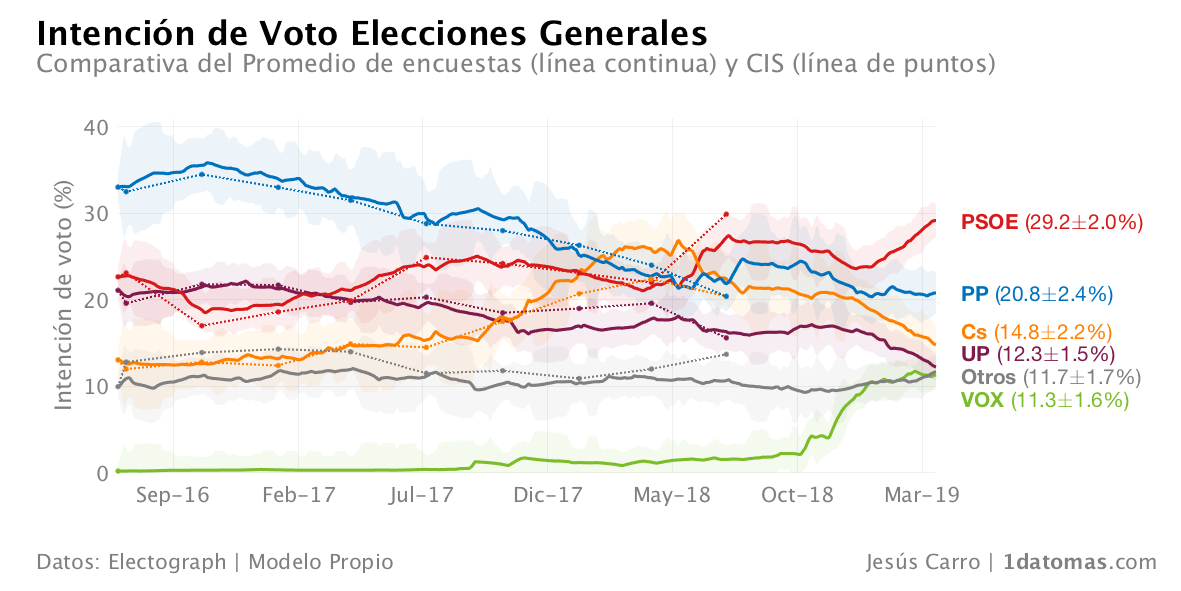 Intención de Voto Elecciones Generales
Comparativa del Promedio de encuestas (línea continua) y CIS (línea de puntos)
Intención de voto (%)
40
30
20
10
0
Sep-16 Feb-17 Jul-17 Dic-17 May-18 Oct-18 Mar-19
PSOE (29.2±2.0%)
PP (20.8±2.4%)
Cs (14.8±2.2%)
UP (12.3±1.5%)
Otros (11.7±1.7%)
VOX (11.3±1.6%)
Datos: Electograph | Modelo Propio
Jesús Carro | 1datomas.com